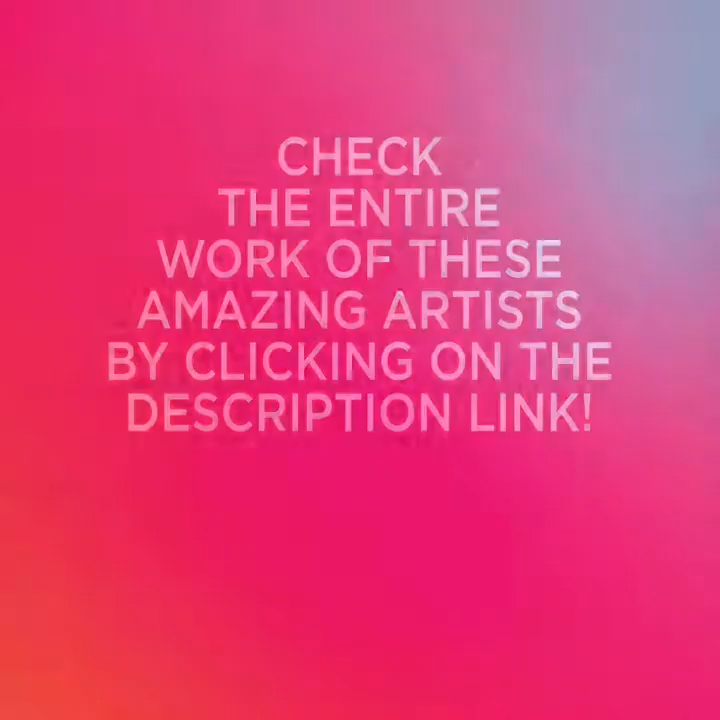 CHECK
THE ENTIRE
WORK OF THESE
AMAZING ARTISTS
BY CLICKING ON THE
DESCRIPTION LINK!